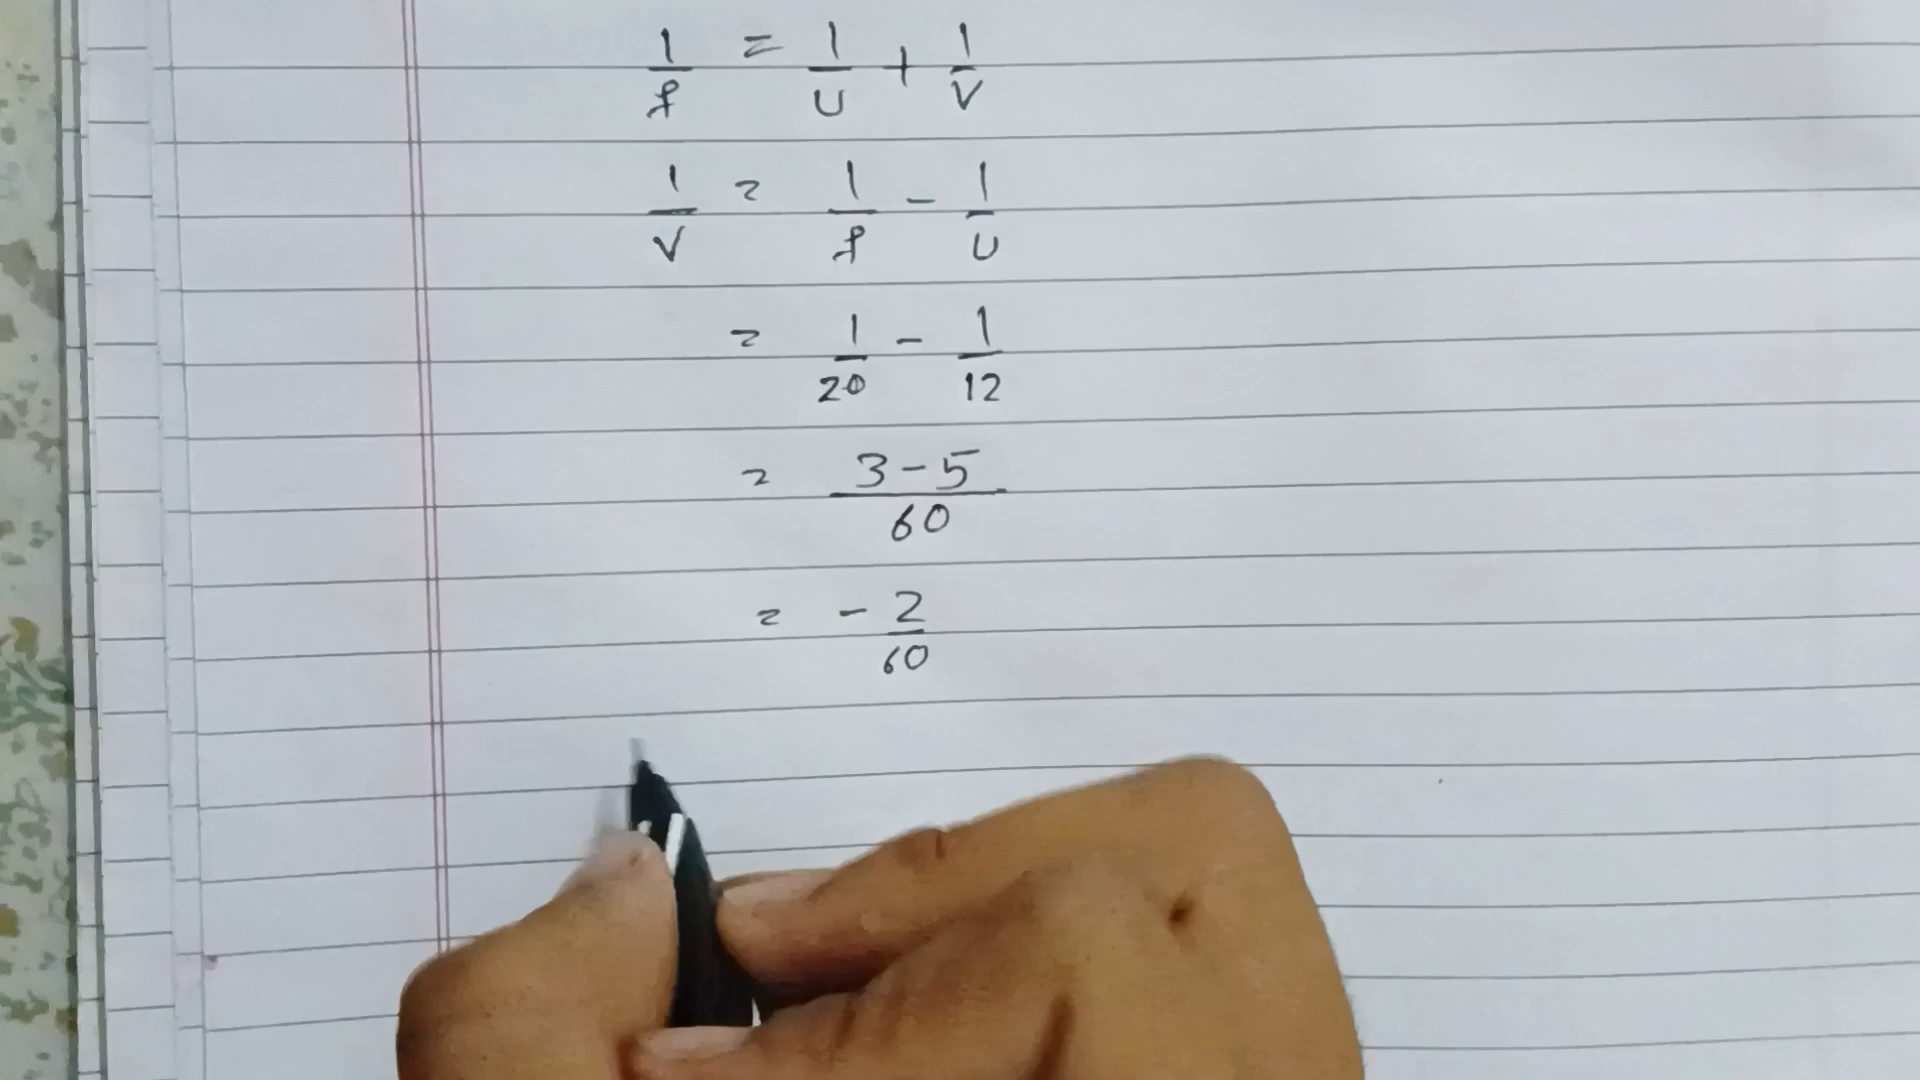 1/f = 1/u + 1/v
1/v = 1/f - 1/u
= 1/20 - 1/12
= 3-5/60
= - 2/60